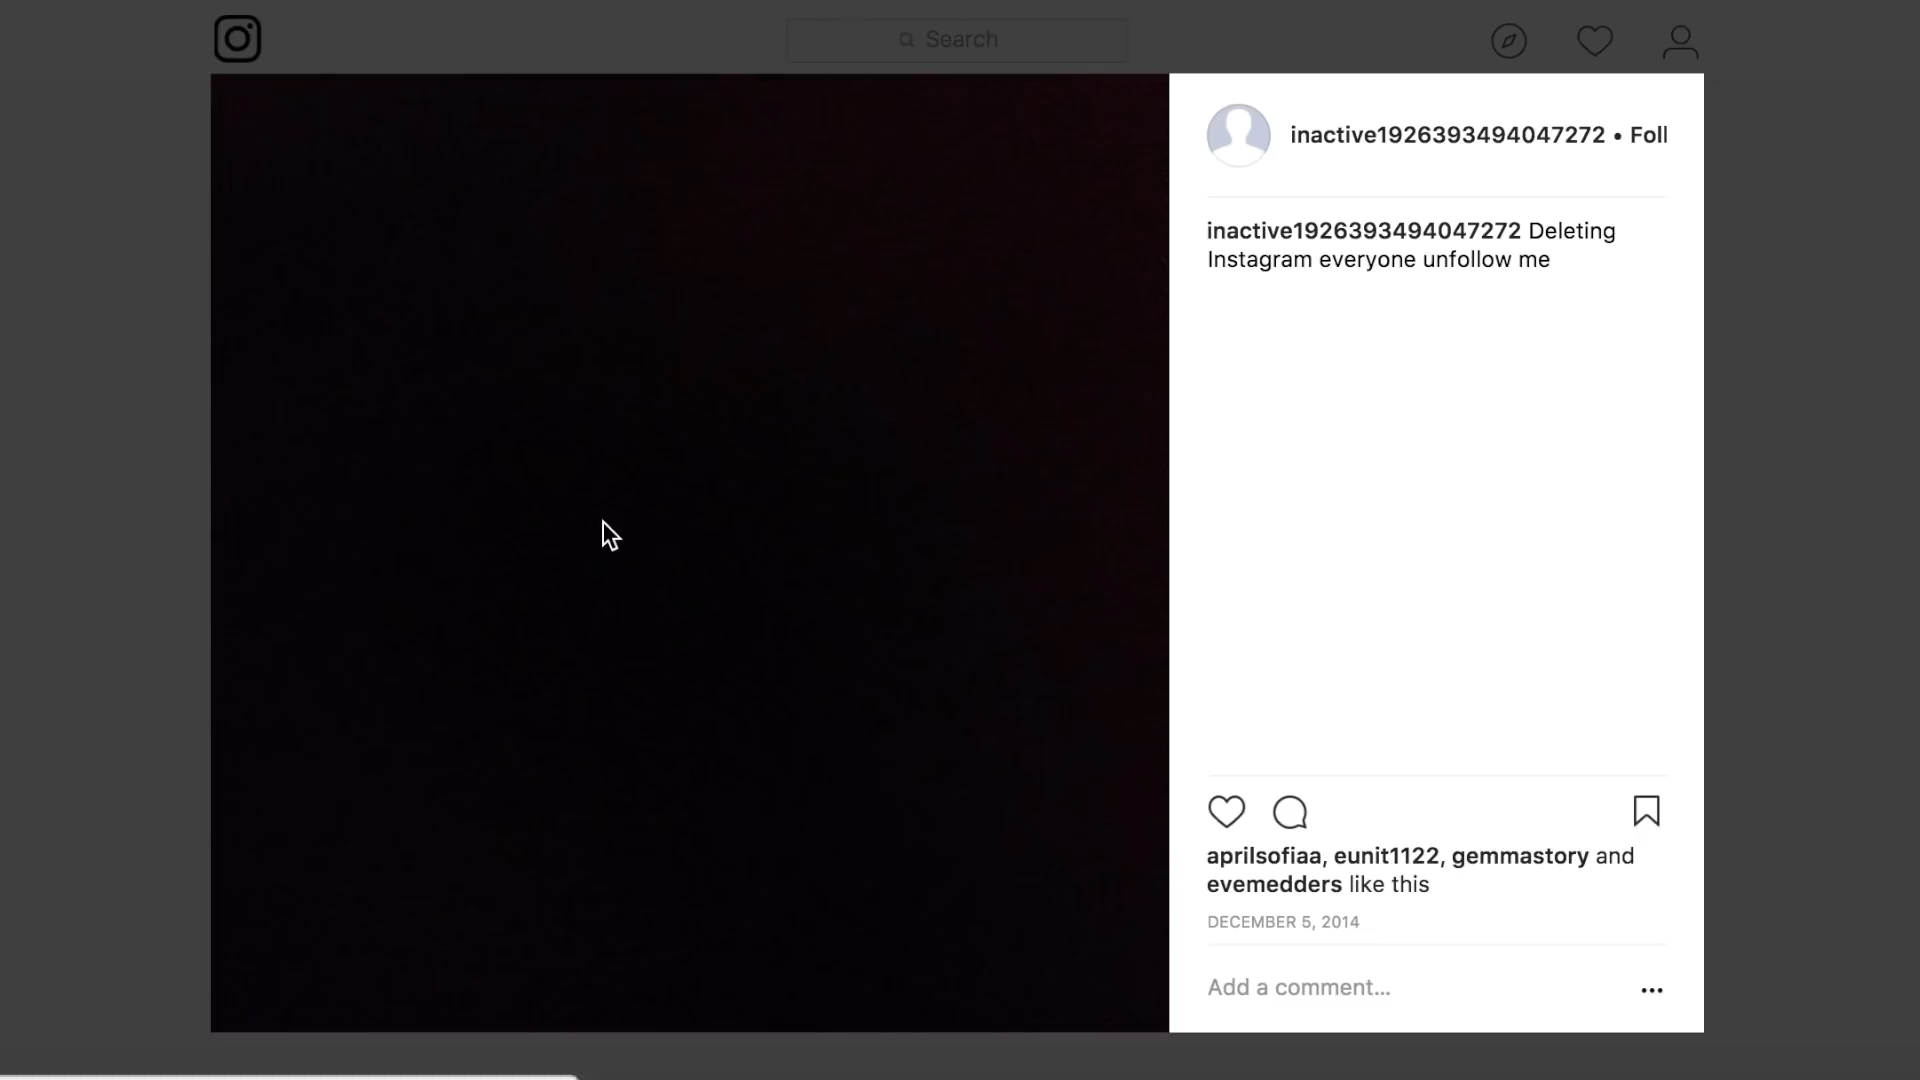 Search
inactive1926393494047272 • Foll
inactive1926393494047272 Deleting
Instagram everyone unfollow me
aprilsofiaa, eunit1122, gemmastory and
evemedders like this
DECEMBER 5, 2014
Add a comment...